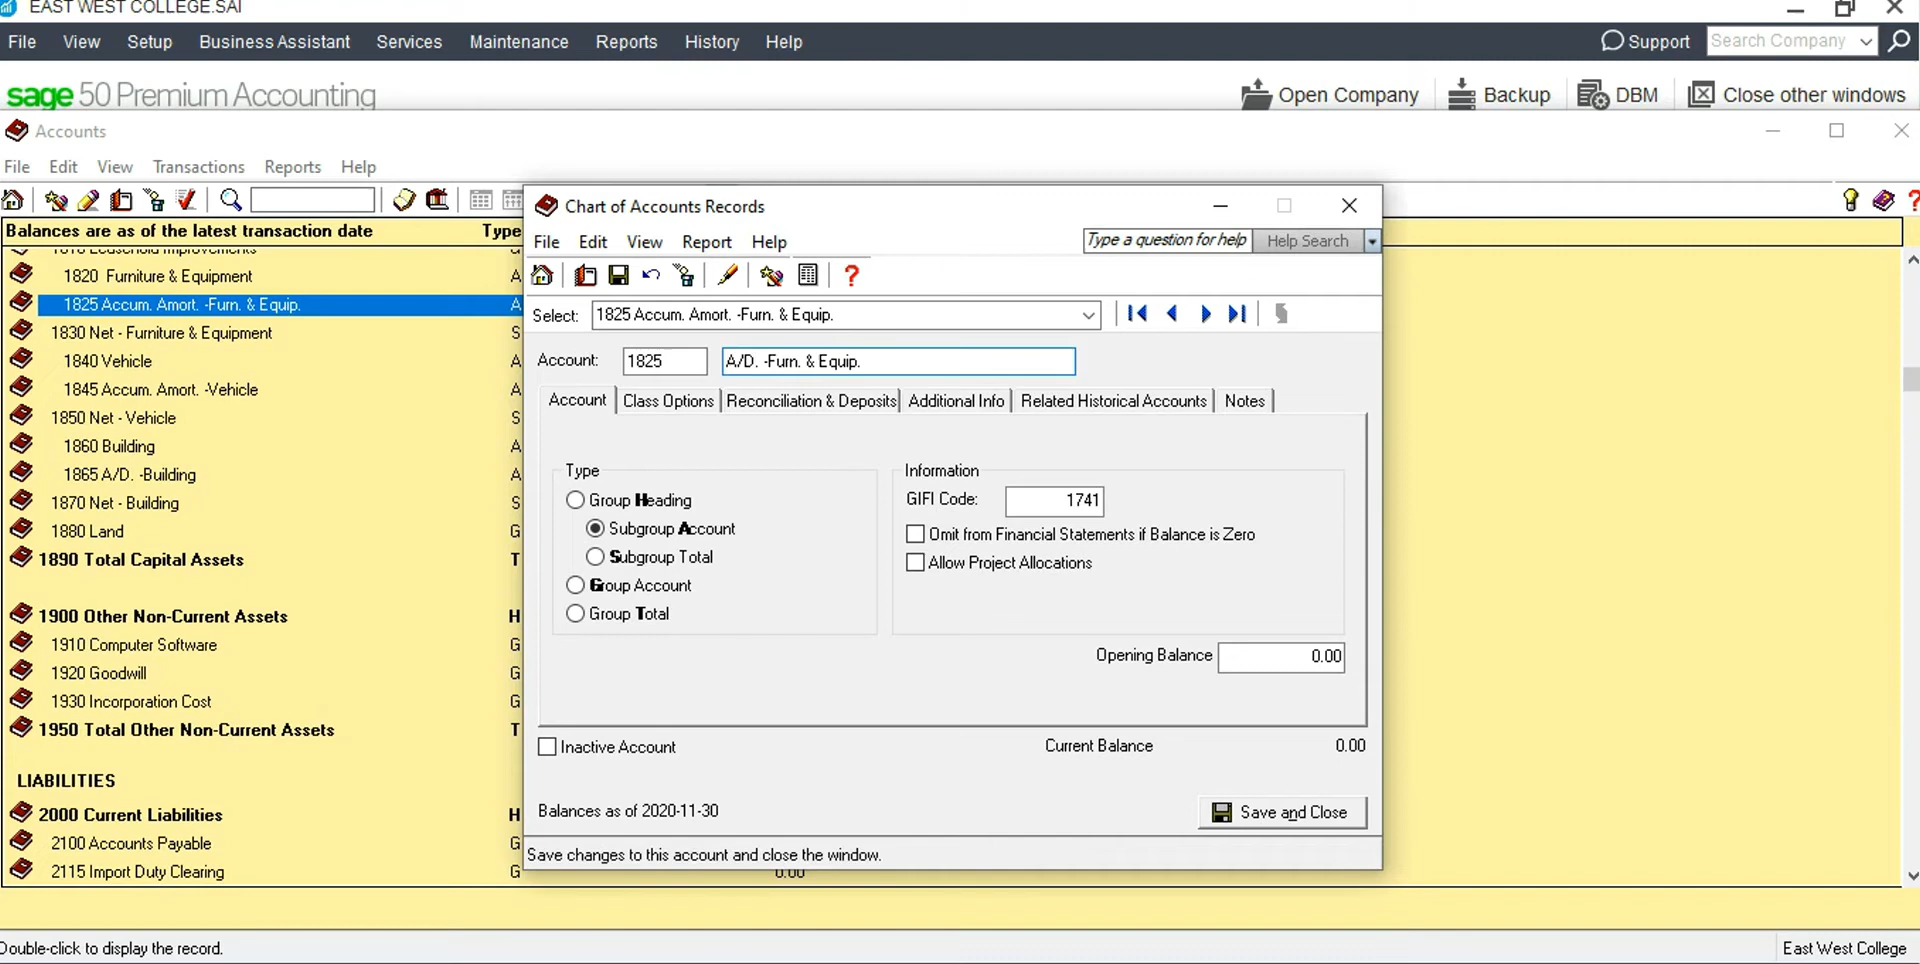 EAST WEST COLLEGE.SAI
File View Setup Business Assistant Services Maintenance Reports History Help
Support Search Company
sage 50 Premium Accounting
Open Company Backup DBM Close other windows
Accounts
File Edit View Transactions Reports Help
Balances are as of the latest transaction date Type
1810 Leasehold Improvements
1820 Furniture & Equipment A
1825 Accum. Amort. -Furn. & Equip. A
1830 Net - Furniture & Equipment S
1840 Vehicle A
1845 Accum. Amort. -Vehicle A
1850 Net - Vehicle S
1860 Building A
1865 A/D. -Building A
1870 Net - Building S
1880 Land G
1890 Total Capital Assets T
1900 Other Non-Current Assets H
1910 Computer Software G
1920 Goodwill G
1930 Incorporation Cost G
1950 Total Other Non-Current Assets T
LIABILITIES
2000 Current Liabilities H
2100 Accounts Payable G
2115 Import Duty Clearing G 0.00
Double-click to display the record.
East West College
Chart of Accounts Records
File Edit View Report Help
Type a question for help Help Search
Select: 1825 Accum. Amort. -Furn. & Equip.
Account: 1825 A/D. -Furn. & Equip.
Account Class Options Reconciliation & Deposits Additional Info Related Historical Accounts Notes
Type
Group Heading
Subgroup Account
Subgroup Total
Group Account
Group Total
Information
GIFI Code: 1741
Omit from Financial Statements if Balance is Zero
Allow Project Allocations
Opening Balance 0.00
Inactive Account
Current Balance 0.00
Balances as of 2020-11-30
Save and Close
Save changes to this account and close the window.